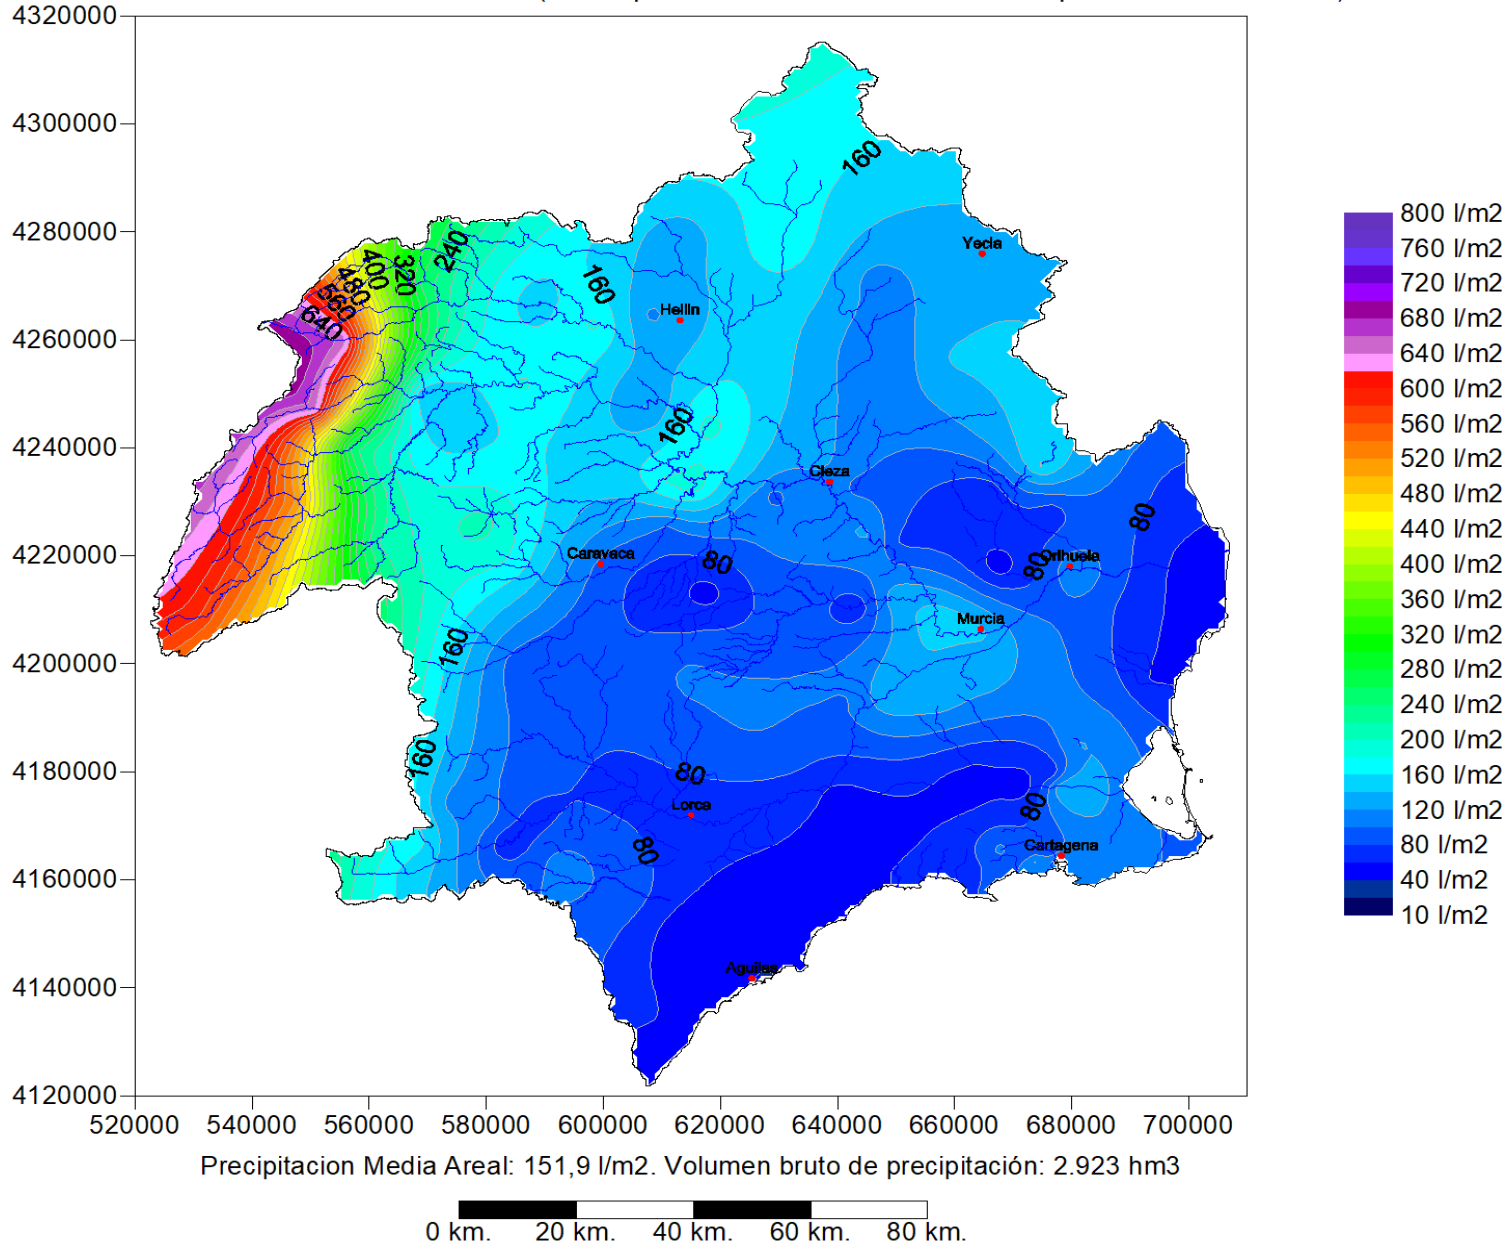 4320000
4300000
160
4280000
240
Yecla
400
320
480
160
560
Hellin
640
4260000
160
4240000
Cieza
80
4220000
Caravaca
80
80
Orihuela
Murcia
160
4200000
160
4180000
80
Lorca
80
80
Cartagena
4160000
Aguilas
4140000
4120000
520000 540000 560000 580000 600000 620000 640000 660000 680000 700000
800 l/m2
760 l/m2
720 l/m2
680 l/m2
640 l/m2
600 l/m2
560 l/m2
520 l/m2
480 l/m2
440 l/m2
400 l/m2
360 l/m2
320 l/m2
280 l/m2
240 l/m2
200 l/m2
160 l/m2
120 l/m2
80 l/m2
40 l/m2
10 l/m2
Precipitacion Media Areal: 151,9 l/m2. Volumen bruto de precipitación: 2.923 hm3
0 km. 20 km. 40 km. 60 km. 80 km.